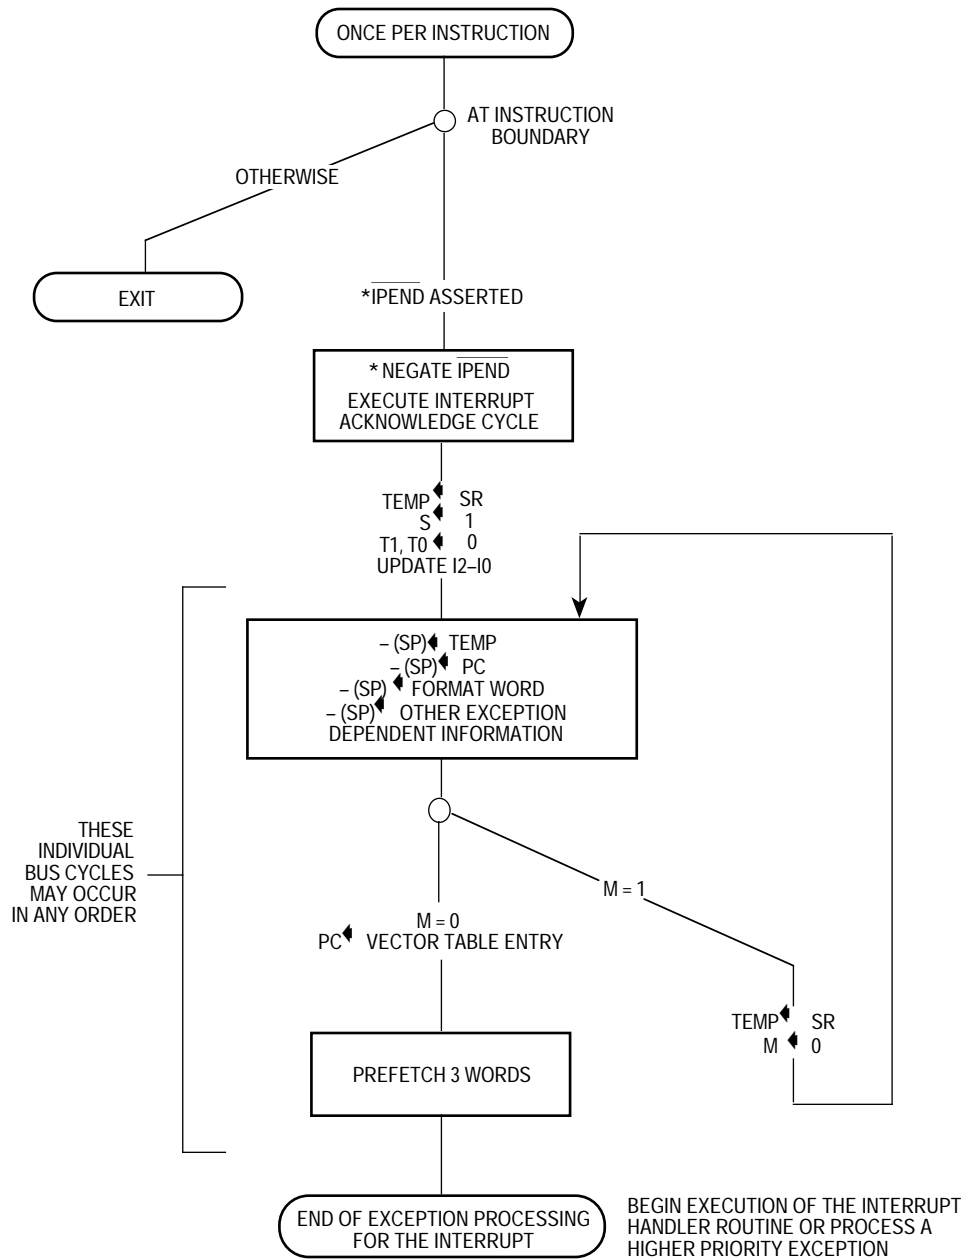 ONCE PER INSTRUCTION
AT INSTRUCTION
BOUNDARY
OTHERWISE
EXIT
*IPEND ASSERTED
* NEGATE IPEND
EXECUTE INTERRUPT
ACKNOWLEDGE CYCLE
TEMP SR
S 1
T1, T0 0
UPDATE I2–I0
– (SP) TEMP
– (SP) PC
– (SP) FORMAT WORD
– (SP) OTHER EXCEPTION
DEPENDENT INFORMATION
THESE
INDIVIDUAL
BUS CYCLES
MAY OCCUR
IN ANY ORDER
M = 1
M = 0
PC VECTOR TABLE ENTRY
TEMP SR
M 0
PREFETCH 3 WORDS
END OF EXCEPTION PROCESSING
FOR THE INTERRUPT
BEGIN EXECUTION OF THE INTERRUPT
HANDLER ROUTINE OR PROCESS A
HIGHER PRIORITY EXCEPTION